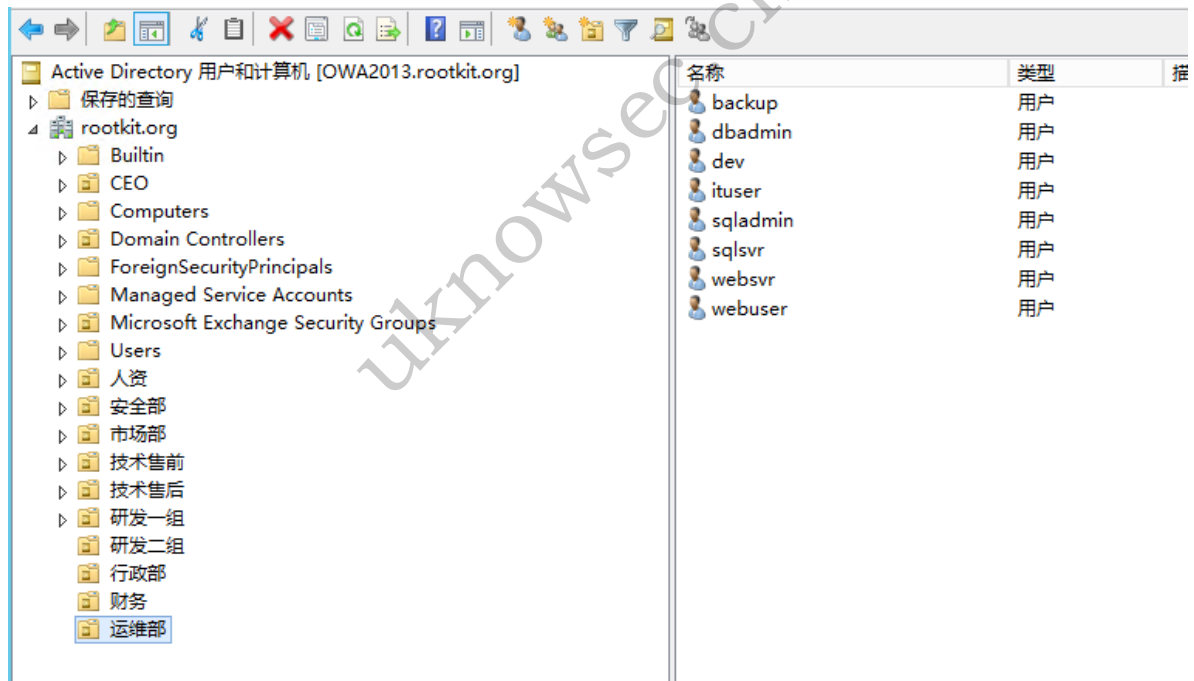 Active Directory 用户和计算机 [OWA2013.rootkit.org]
保存的查询
rootkit.org
Builtin
CEO
Computers
Domain Controllers
ForeignSecurityPrincipals
Managed Service Accounts
Microsoft Exchange Security Groups
Users
人资
安全部
市场部
技术售前
技术售后
研发一组
研发二组
行政部
财务
运维部
名称 类型 描
backup 用户
dbadmin 用户
dev 用户
ituser 用户
sqladmin 用户
sqlsvr 用户
websvr 用户
webuser 用户
uknowsec.cn